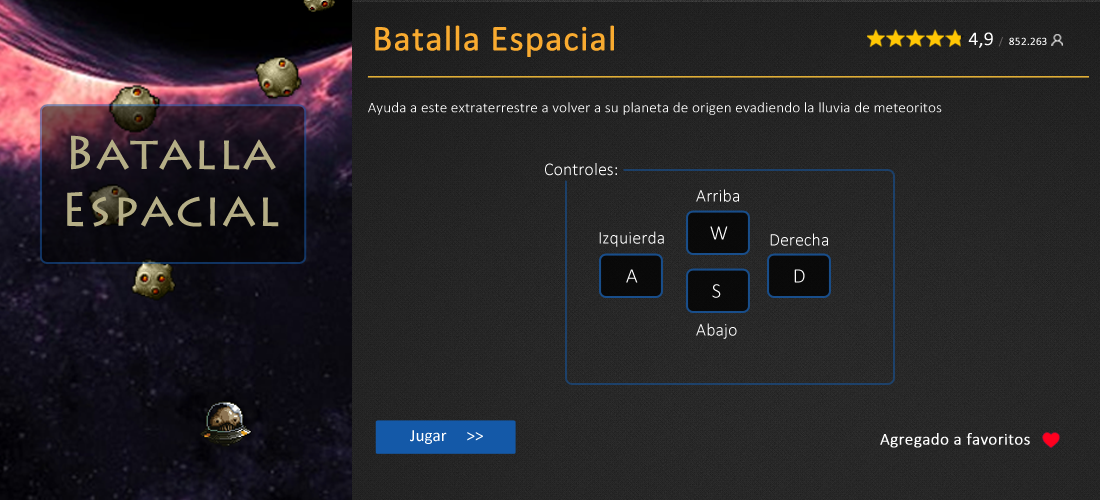 Batalla
Espacial
Batalla Espacial
4,9 / 852.263
Ayuda a este extraterrestre a volver a su planeta de origen evadiendo la lluvia de meteoritos
Controles:
Arriba
W
Izquierda
Derecha
A
S
D
Abajo
Jugar >>
Agregado a favoritos